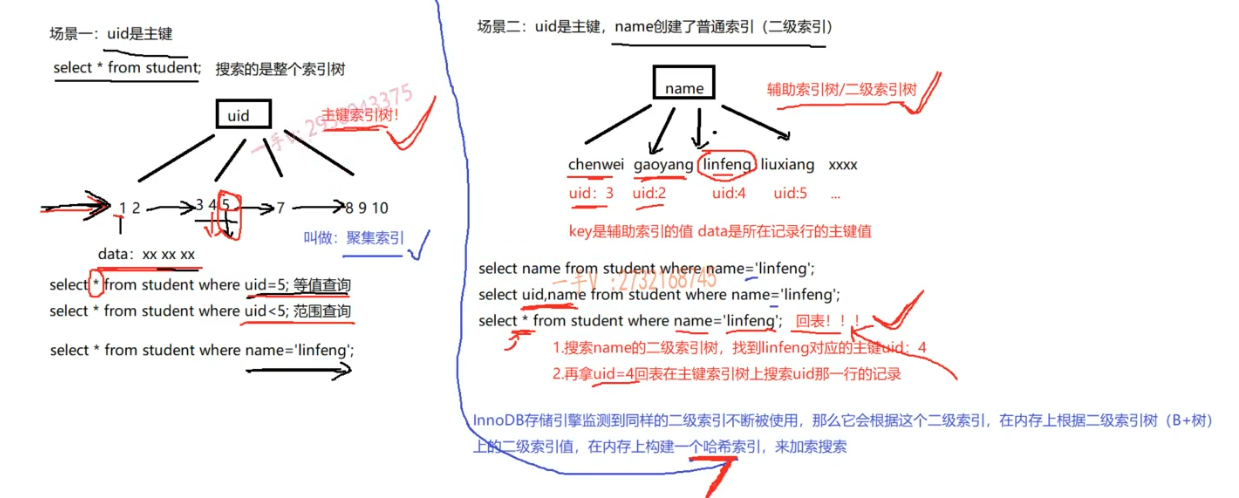 场景一：uid是主键
select * from student; 搜索的是整个索引树
uid
主键索引树！
一手V：2950943375
1 2
3 4 5
7
8 9 10
叫做：聚集索引
data：xx xx xx
select * from student where uid=5; 等值查询
select * from student where uid<5; 范围查询
select * from student where name='linfeng';
场景二：uid是主键，name创建了普通索引（二级索引）
name
辅助索引树/二级索引树
chenwei gaoyang linfeng liuxiang xxxx
uid：3 uid:2 uid:4 uid:5 ...
key是辅助索引的值 data是所在记录行的主键值
select name from student where name='linfeng';
一手V :2732168745
select uid,name from student where name='linfeng';
select * from student where name='linfeng'; 回表！！！
1.搜索name的二级索引树，找到linfeng对应的主键uid：4
2.再拿uid=4回表在主键索引树上搜索uid那一行的记录
InnoDB存储引擎监测到同样的二级索引不断被使用，那么它会根据这个二级索引，在内存上根据二级索引树（B+树）
上的二级索引值，在内存上构建一个哈希索引，来加索搜索